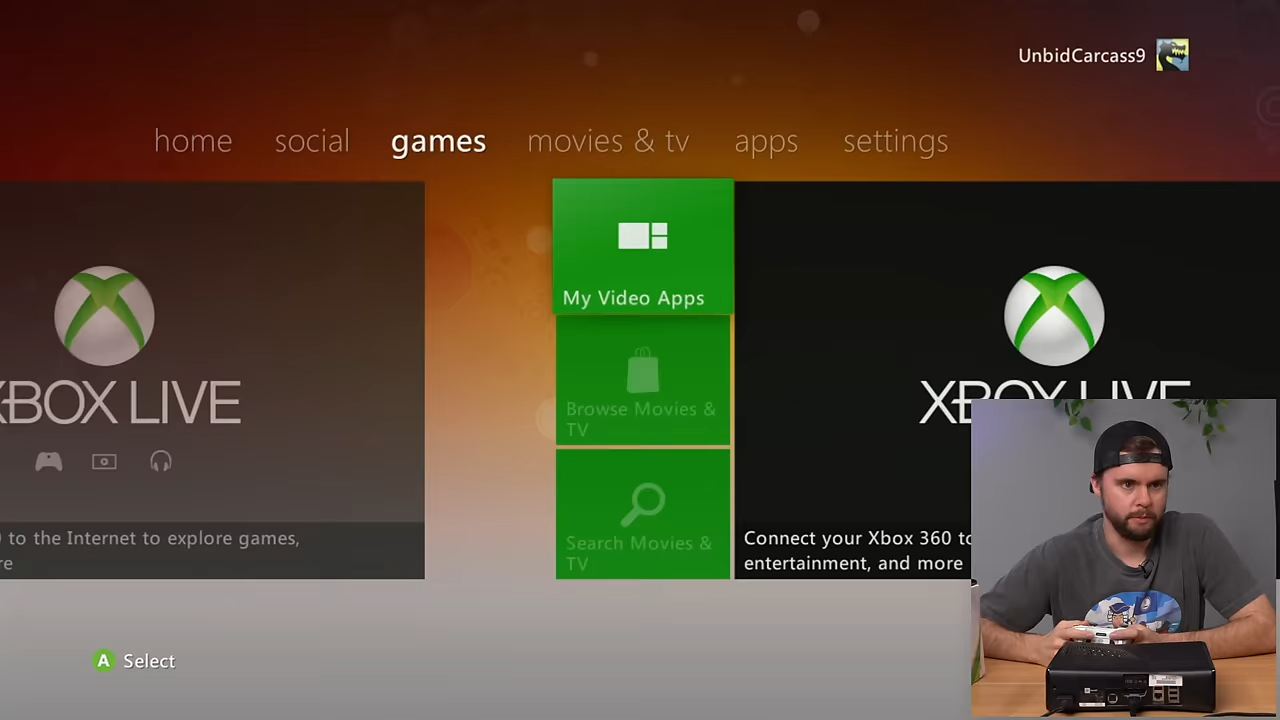 UnbidCarcass9
home social games movies & tv apps settings
My Video Apps
XBOX LIVE
XBOX LIVE
Browse Movies &
TV
Search Movies &
TV
to the Internet to explore games,
Connect your Xbox 360 to
entertainment, and more
A Select